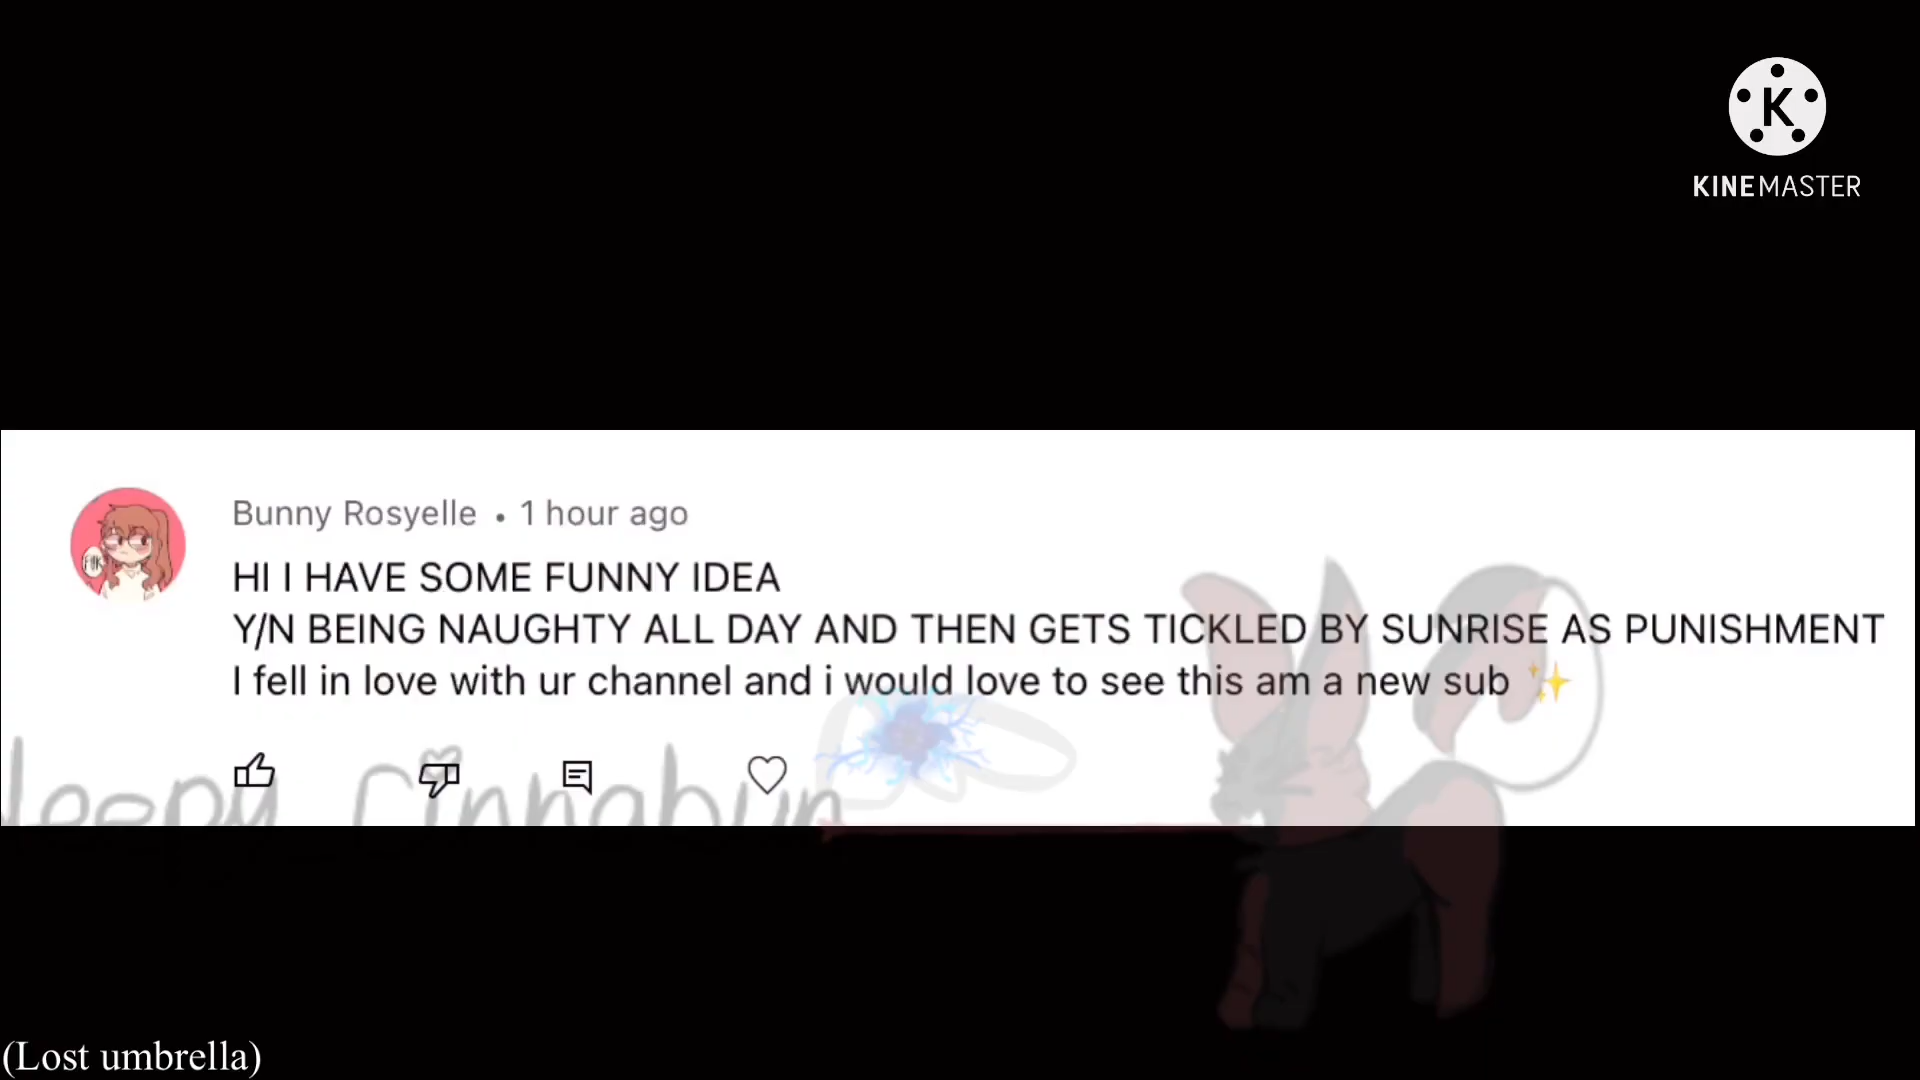 K
KINEMASTER
Bunny Rosyelle • 1 hour ago
HI I HAVE SOME FUNNY IDEA
Y/N BEING NAUGHTY ALL DAY AND THEN GETS TICKLED BY SUNRISE AS PUNISHMENT
I fell in love with ur channel and i would love to see this am a new sub ✨
leepy cinnabun
(Lost umbrella)